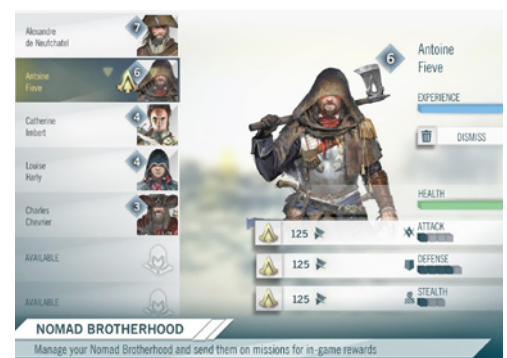 Alexandre
de Neufchatel
7
Antoine
Fieve
6
Catherine
Imbert
4
Louise
Harly
4
Charles
Chevrier
3
AVAILABLE
AVAILABLE
6
Antoine
Fieve
EXPERIENCE
DISMISS
HEALTH
125
ATTACK
125
DEFENSE
125
STEALTH
NOMAD BROTHERHOOD
Manage your Nomad Brotherhood and send them on missions for in-game rewards